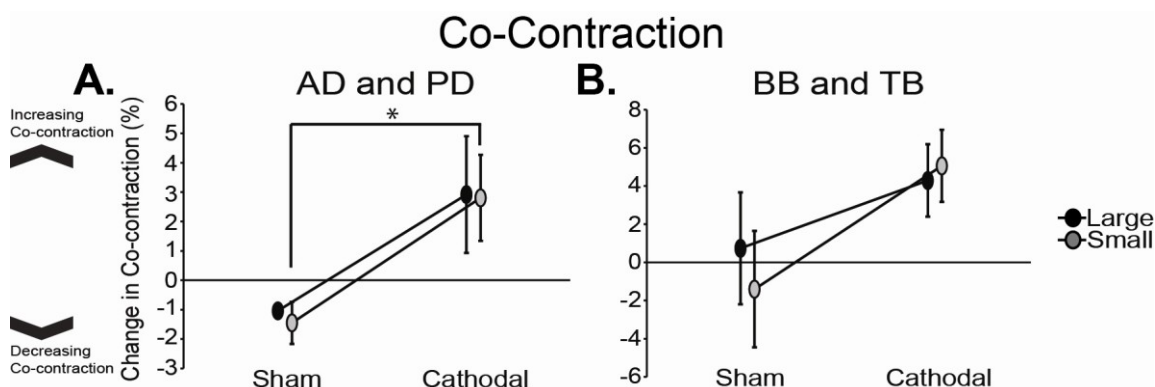 Co-Contraction
A.
AD and PD
Increasing
Co-contraction
Decreasing
Co-contraction
Change in Co-contraction (%)
6
5
4
3
2
1
0
-1
-2
-3
*
Sham Cathodal
B.
BB and TB
8
6
4
2
0
-2
-4
-6
Sham Cathodal
Large
Small